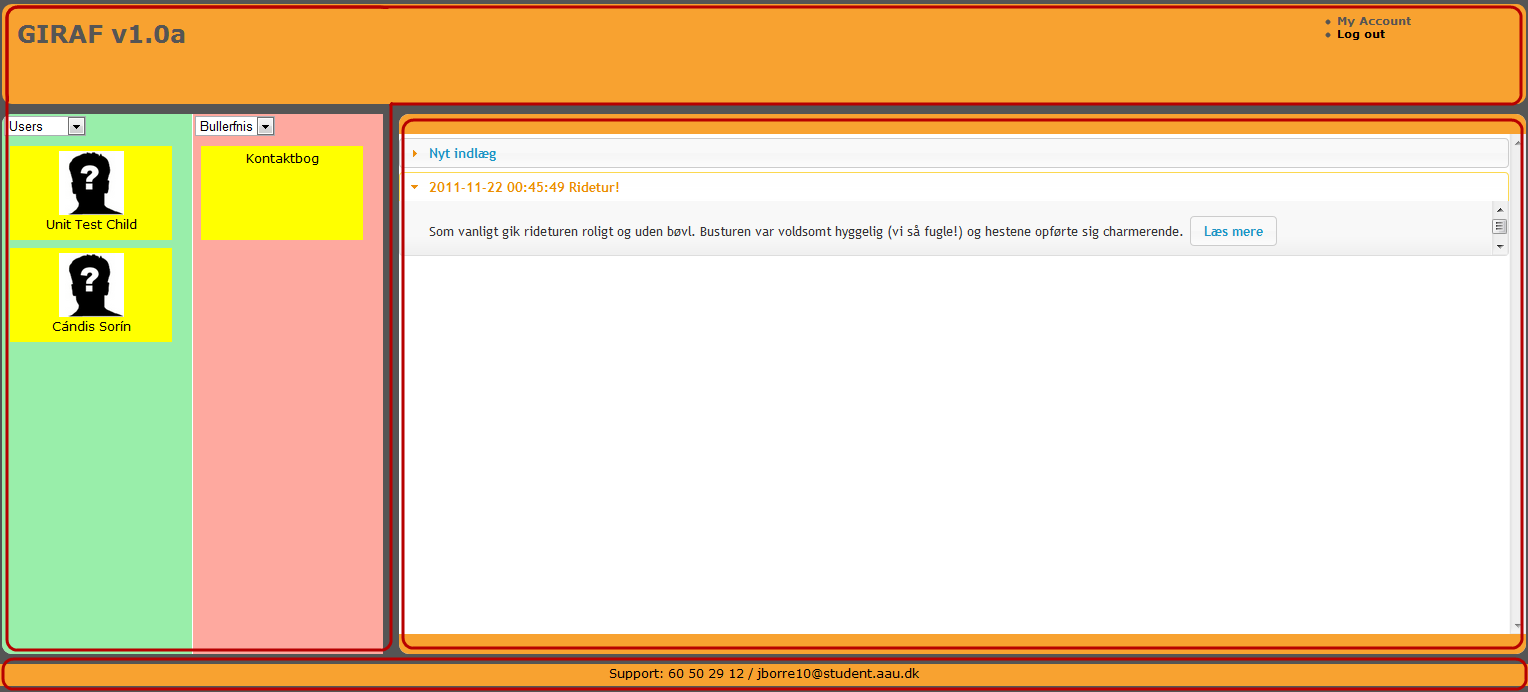 GIRAF v1.0a
My Account
Log out
Users
Unit Test Child
Cándis Sorín
Bullerfnis
Kontaktbog
Nyt indlæg
2011-11-22 00:45:49 Ridetur!
Som vanligt gik rideturen roligt og uden bøvl. Busturen var voldsomt hyggelig (vi så fugle!) og hestene opførte sig charmerende. Læs mere
Support: 60 50 29 12 / jborre10@student.aau.dk